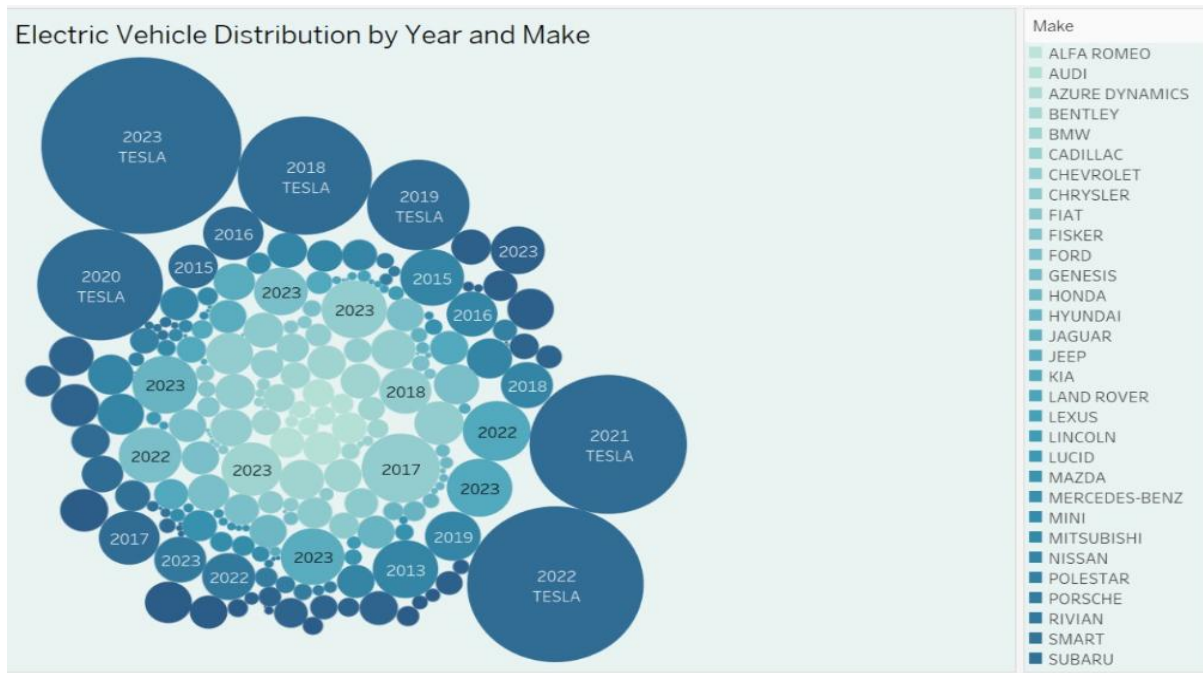 Electric Vehicle Distribution by Year and Make
2023
TESLA
2018
TESLA
2019
TESLA
2016
2023
2015
2020
TESLA
2015
2023
2023
2016
2023
2018
2018
2022
2021
TESLA
2022
2023
2017
2023
2017
2019
2023
2023
2013
2022
2022
TESLA
Make
ALFA ROMEO
AUDI
AZURE DYNAMICS
BENTLEY
BMW
CADILLAC
CHEVROLET
CHRYSLER
FIAT
FISKER
FORD
GENESIS
HONDA
HYUNDAI
JAGUAR
JEEP
KIA
LAND ROVER
LEXUS
LINCOLN
LUCID
MAZDA
MERCEDES-BENZ
MINI
MITSUBISHI
NISSAN
POLESTAR
PORSCHE
RIVIAN
SMART
SUBARU